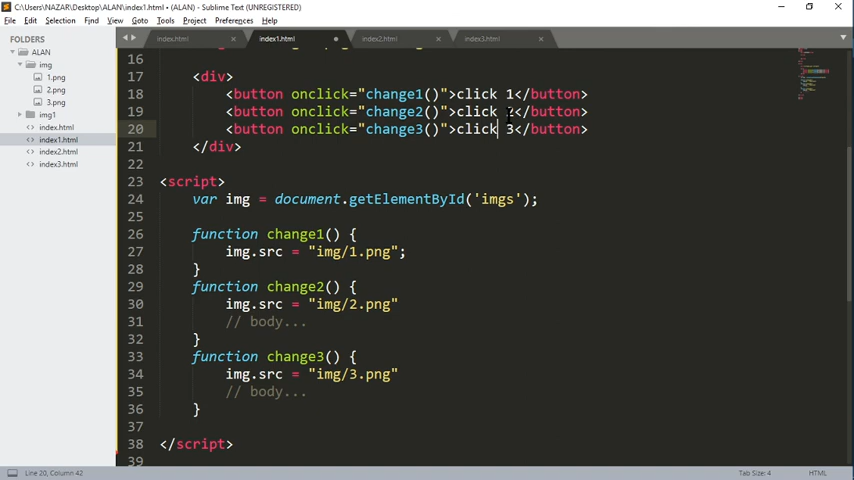 C:\Users\NAZAR\Desktop\ALAN\index1.html (ALAN) - Sublime Text (UNREGISTERED)
File Edit Selection Find View Goto Tools Project Preferences Help
FOLDERS
ALAN
img
1.png
2.png
3.png
img1
index.html
index1.html
index2.html
index3.html
index.html × index1.html index2.html × index3.html ×
16
17 <div>
18 <button onclick="change1()">click 1</button>
19 <button onclick="change2()">click 2</button>
20 <button onclick="change3()">click 3</button>
21 </div>
22
23 <script>
24 var img = document.getElementById('imgs');
25
26 function change1() {
27 img.src = "img/1.png";
28 }
29 function change2() {
30 img.src = "img/2.png"
31 // body...
32 }
33 function change3() {
34 img.src = "img/3.png"
35 // body...
36 }
37
38 </script>
39
Line 20, Column 42
Tab Size: 4
HTML